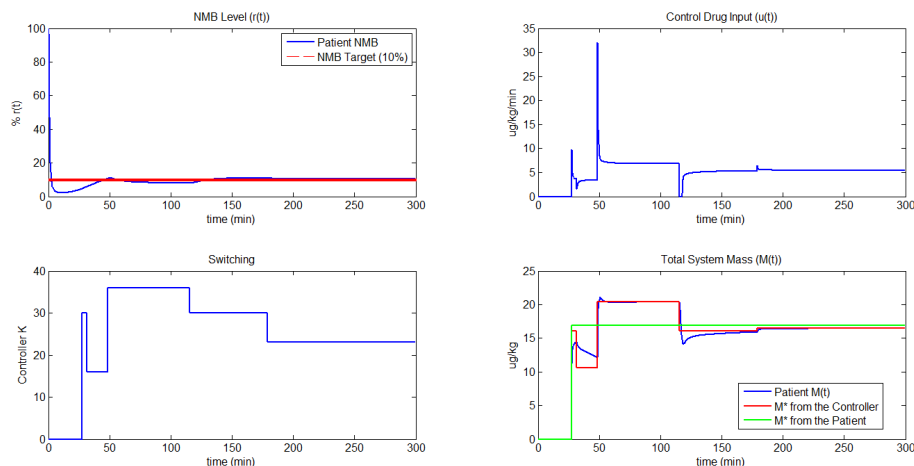 NMB Level (r(t))
% r(t)
100
80
60
40
20
0
Patient NMB
NMB Target (10%)
0 50 100 150 200 250 300
time (min)
Control Drug Input (u(t))
ug/kg/min
35
30
25
20
15
10
5
0
0 50 100 150 200 250 300
time (min)
Switching
Controller K
40
30
20
10
0
0 50 100 150 200 250 300
time (min)
Total System Mass (M(t))
ug/kg
25
20
15
10
5
0
Patient M(t)
M* from the Controller
M* from the Patient
0 50 100 150 200 250 300
time (min)